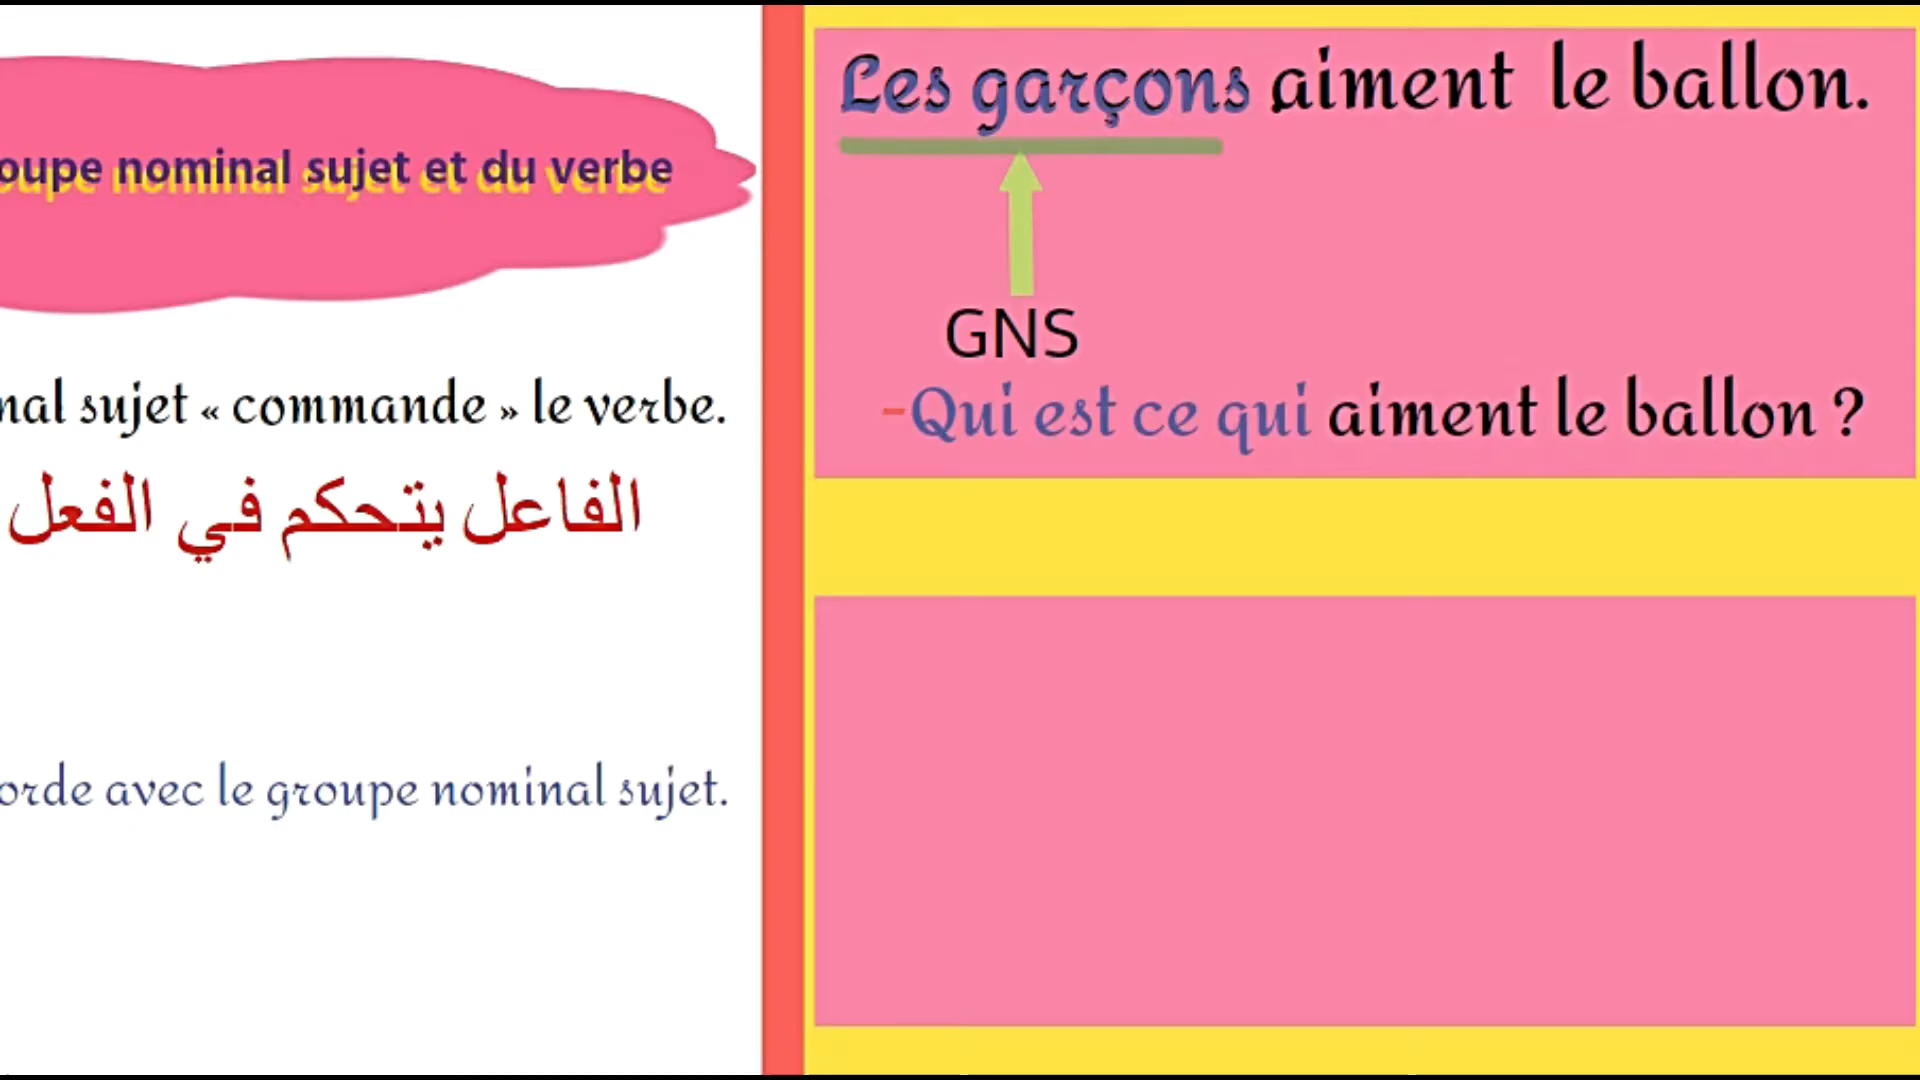 oupe nominal sujet et du verbe
nal sujet « commande » le verbe.
الفاعل يتحكم في الفعل
orde avec le groupe nominal sujet.
Les garçons aiment le ballon.
GNS
-Qui est ce qui aiment le ballon ?